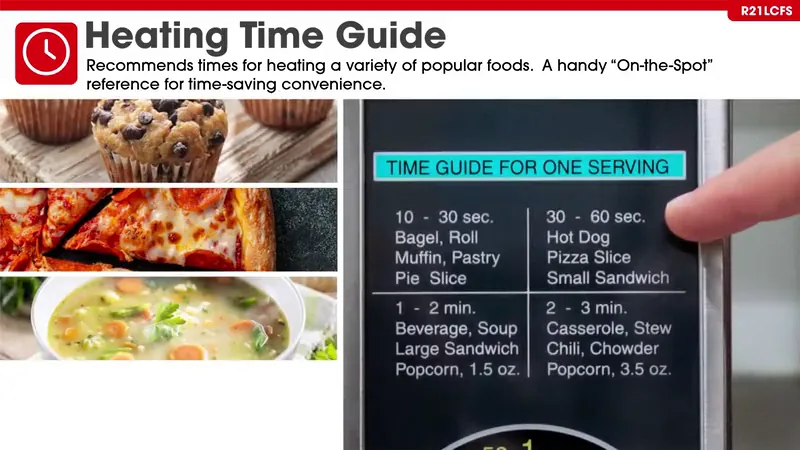 R21LCFS
Heating Time Guide
Recommends times for heating a variety of popular foods. A handy “On-the-Spot”
reference for time-saving convenience.
TIME GUIDE FOR ONE SERVING
10 - 30 sec.
Bagel, Roll
Muffin, Pastry
Pie Slice
30 - 60 sec.
Hot Dog
Pizza Slice
Small Sandwich
1 - 2 min.
Beverage, Soup
Large Sandwich
Popcorn, 1.5 oz.
2 - 3 min.
Casserole, Stew
Chili, Chowder
Popcorn, 3.5 oz.
1